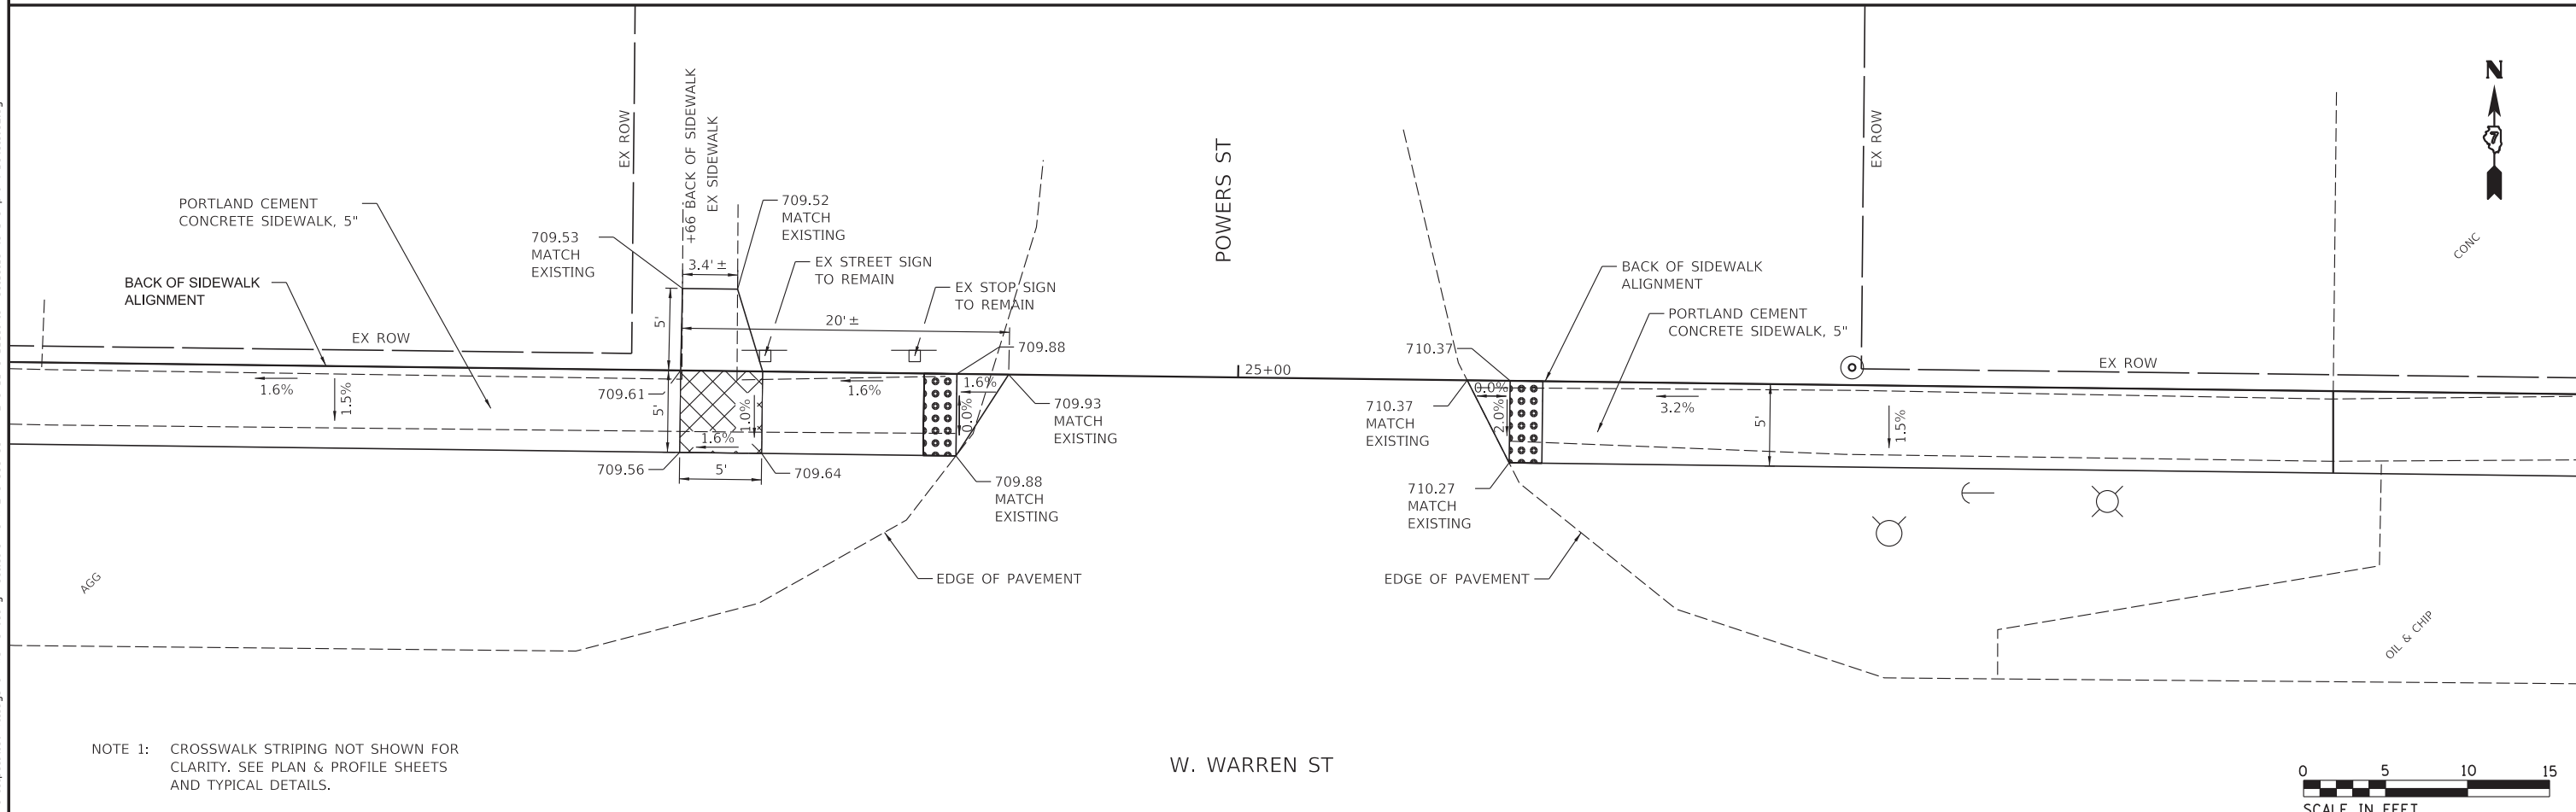 N
7
EX ROW
+66 BACK OF SIDEWALK
EX SIDEWALK
POWERS ST
EX ROW
PORTLAND CEMENT
CONCRETE SIDEWALK, 5"
709.53
MATCH
EXISTING
709.52
MATCH
EXISTING
BACK OF SIDEWALK
ALIGNMENT
3.4' ±
EX STREET SIGN
TO REMAIN
EX STOP SIGN
TO REMAIN
BACK OF SIDEWALK
ALIGNMENT
PORTLAND CEMENT
CONCRETE SIDEWALK, 5"
CONC
EX ROW
5'
20' ±
709.88
710.37
25+00
EX ROW
1.6%
1.5%
709.61
5'
1.0%
1.6%
1.6%
0.0%
709.93
MATCH
EXISTING
710.37
MATCH
EXISTING
0.0%
2.0%
3.2%
5'
1.5%
1.6%
709.56
5'
709.64
709.88
MATCH
EXISTING
710.27
MATCH
EXISTING
AGG
EDGE OF PAVEMENT
EDGE OF PAVEMENT
OIL & CHIP
NOTE 1: CROSSWALK STRIPING NOT SHOWN FOR
CLARITY. SEE PLAN & PROFILE SHEETS
AND TYPICAL DETAILS.
W. WARREN ST
0 5 10 15
SCALE IN FEET